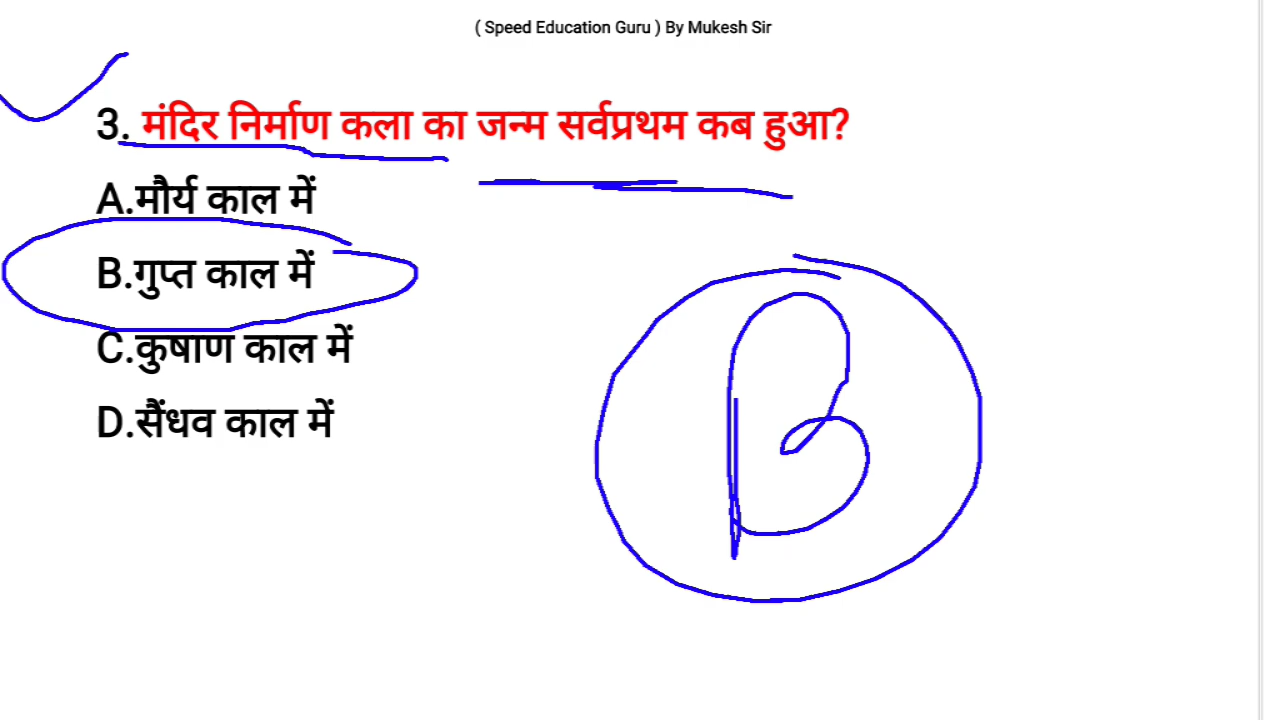 ( Speed Education Guru ) By Mukesh Sir
3. मंदिर निर्माण कला का जन्म सर्वप्रथम कब हुआ?
A.मौर्य काल में
B.गुप्त काल में
C.कुषाण काल में
D.सैंधव काल में
B